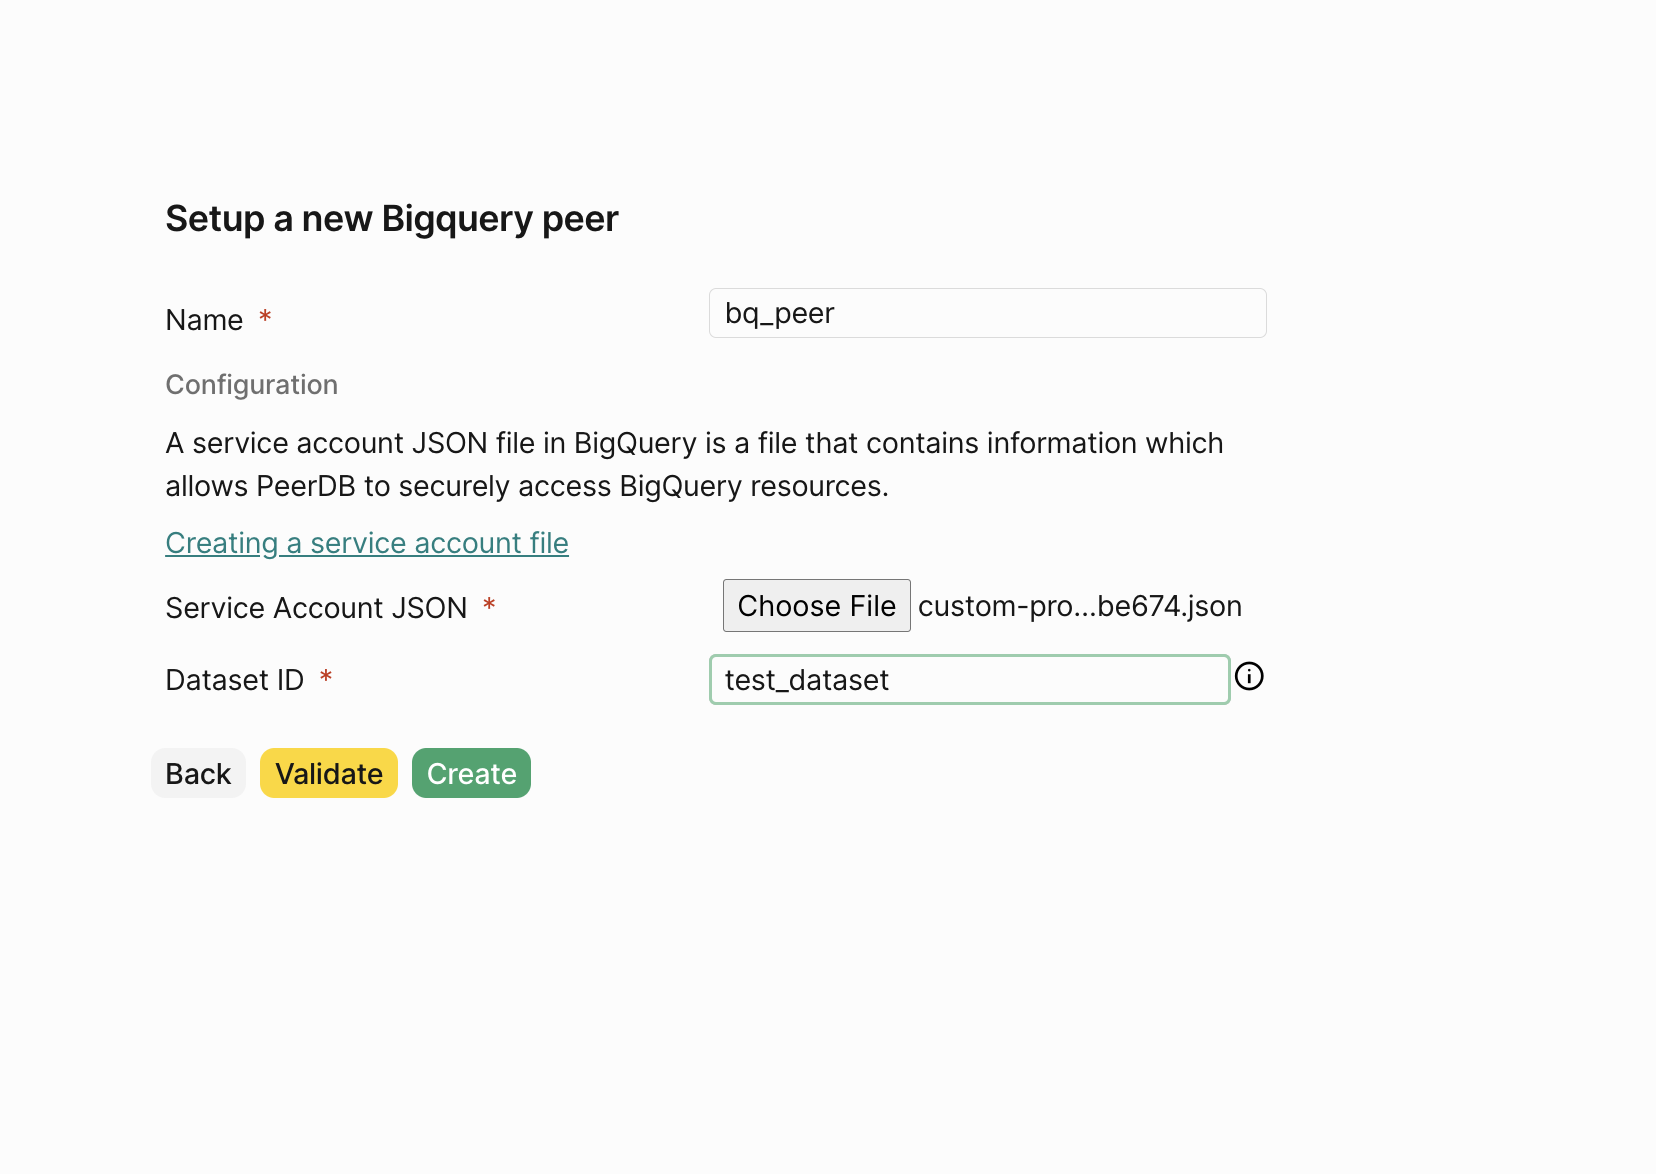 Setup a new Bigquery peer
Name *
bq_peer
Configuration
A service account JSON file in BigQuery is a file that contains information which
allows PeerDB to securely access BigQuery resources.
Creating a service account file
Service Account JSON *
Choose File custom-pro...be674.json
Dataset ID *
test_dataset
Back Validate Create